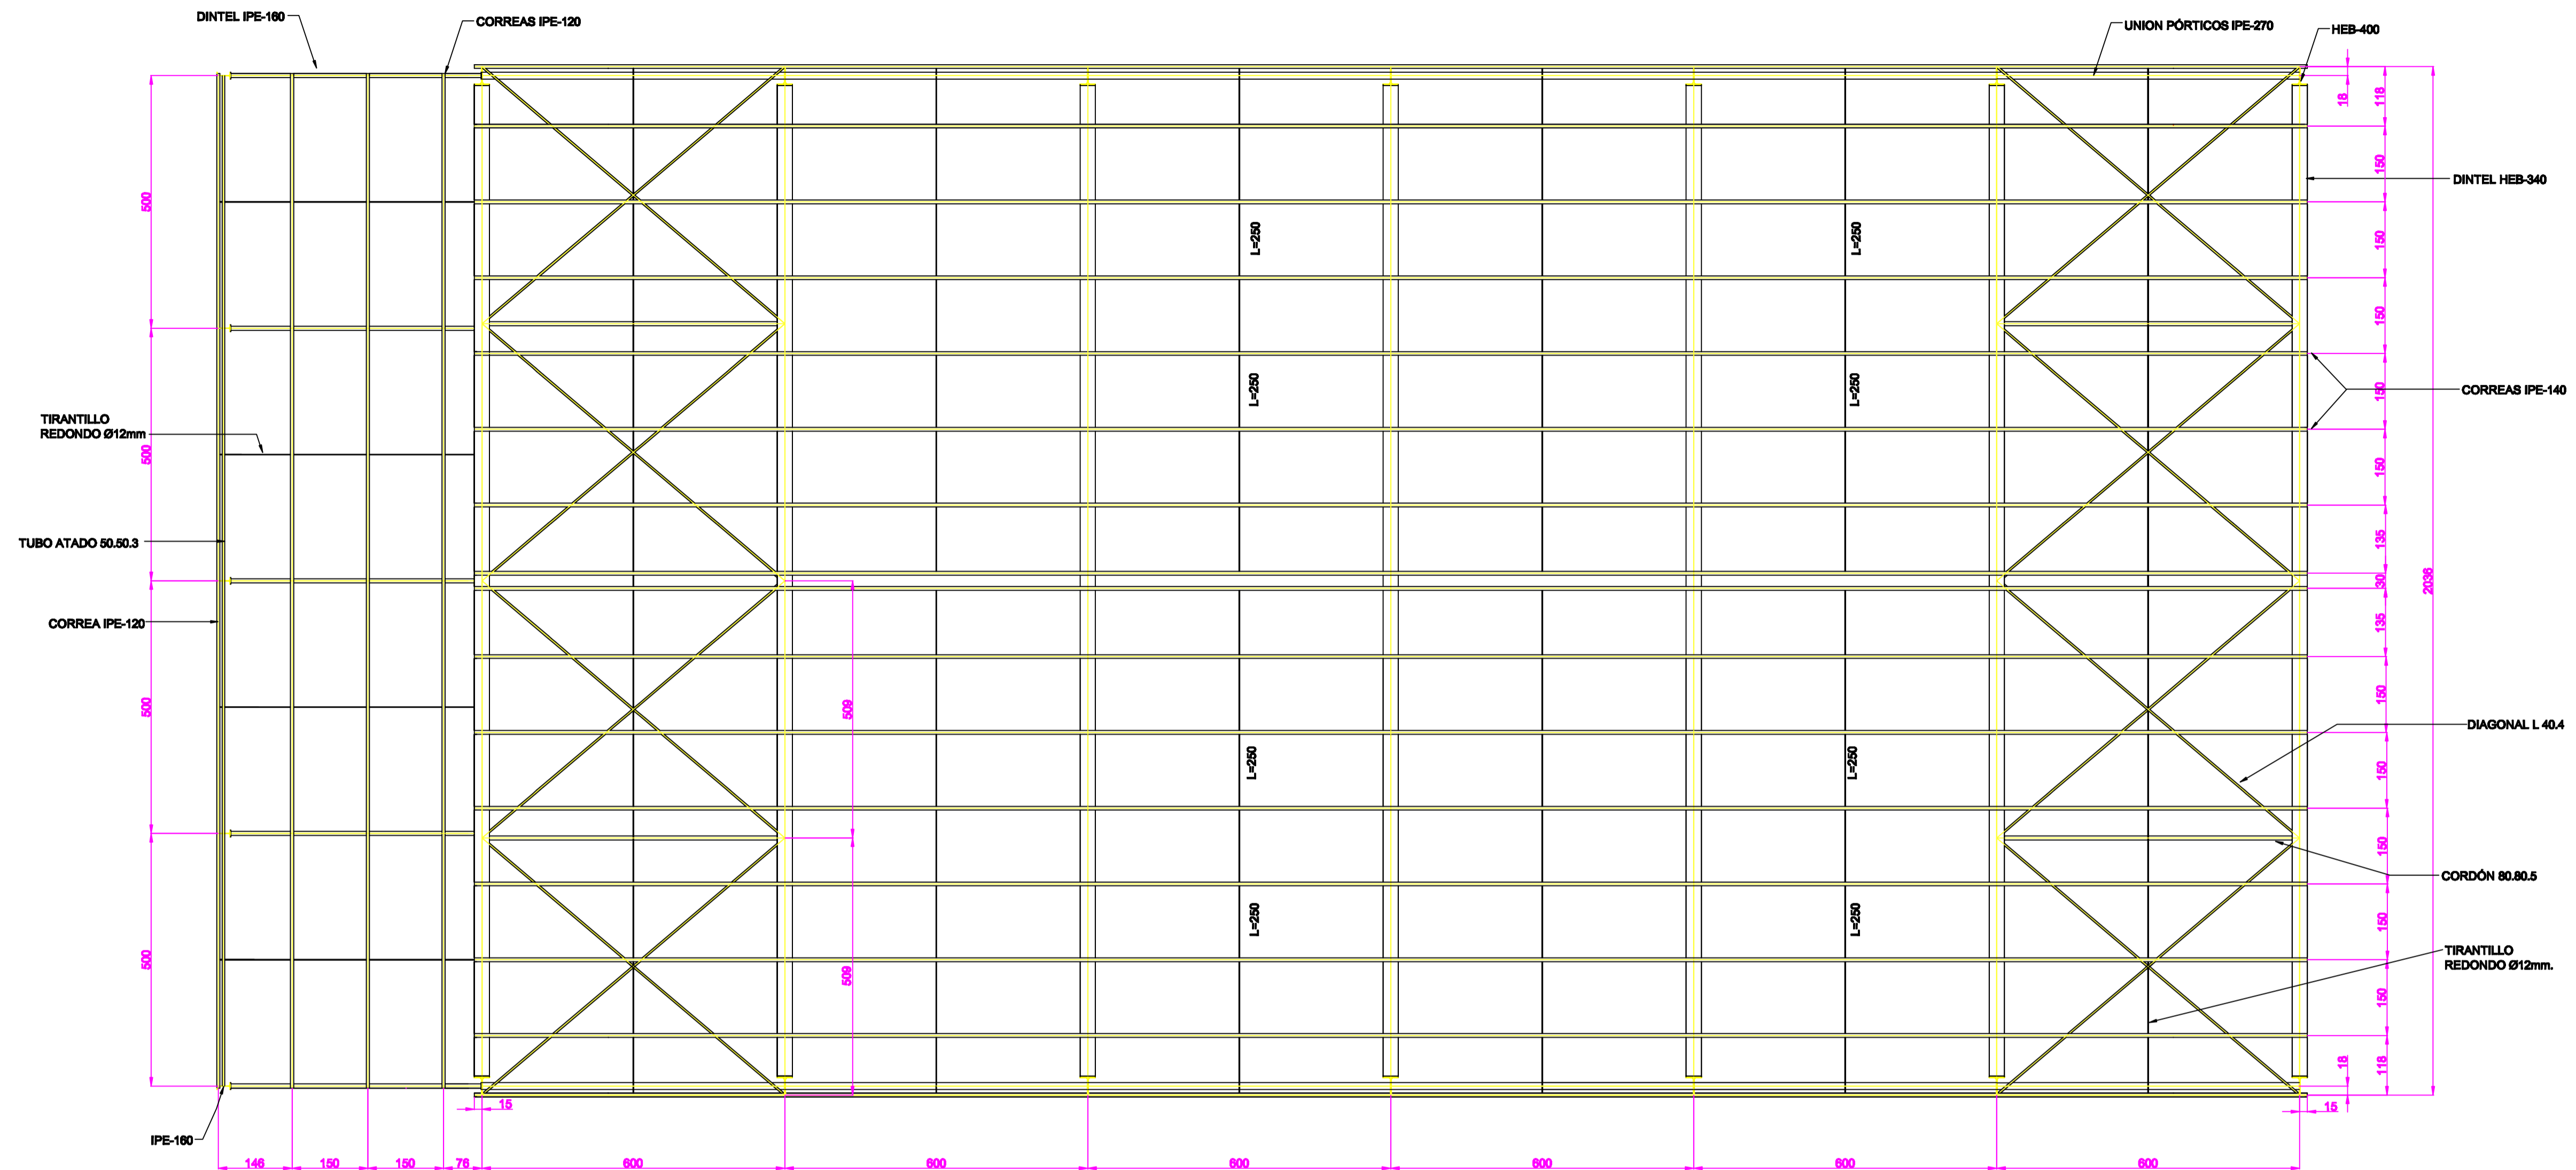 DINTEL IPE-160
CORREAS IPE-120
UNION PÓRTICOS IPE-270
HEB-400
18
118
500
150
DINTEL HEB-340
150
L=250
L=250
150
500
150
L=250
L=250
CORREAS IPE-140
TIRANTILLO
REDONDO Ø12mm
150
TUBO ATADO 50.50.3
135
30
2036
CORREA IPE-120
135
500
509
150
DIAGONAL L 40.4
L=250
L=250
150
150
CORDÓN 80.80.5
500
509
L=250
L=250
150
TIRANTILLO
REDONDO Ø12mm.
150
18
118
15
15
IPE-160
146
150
150
76
600
600
600
600
600
600